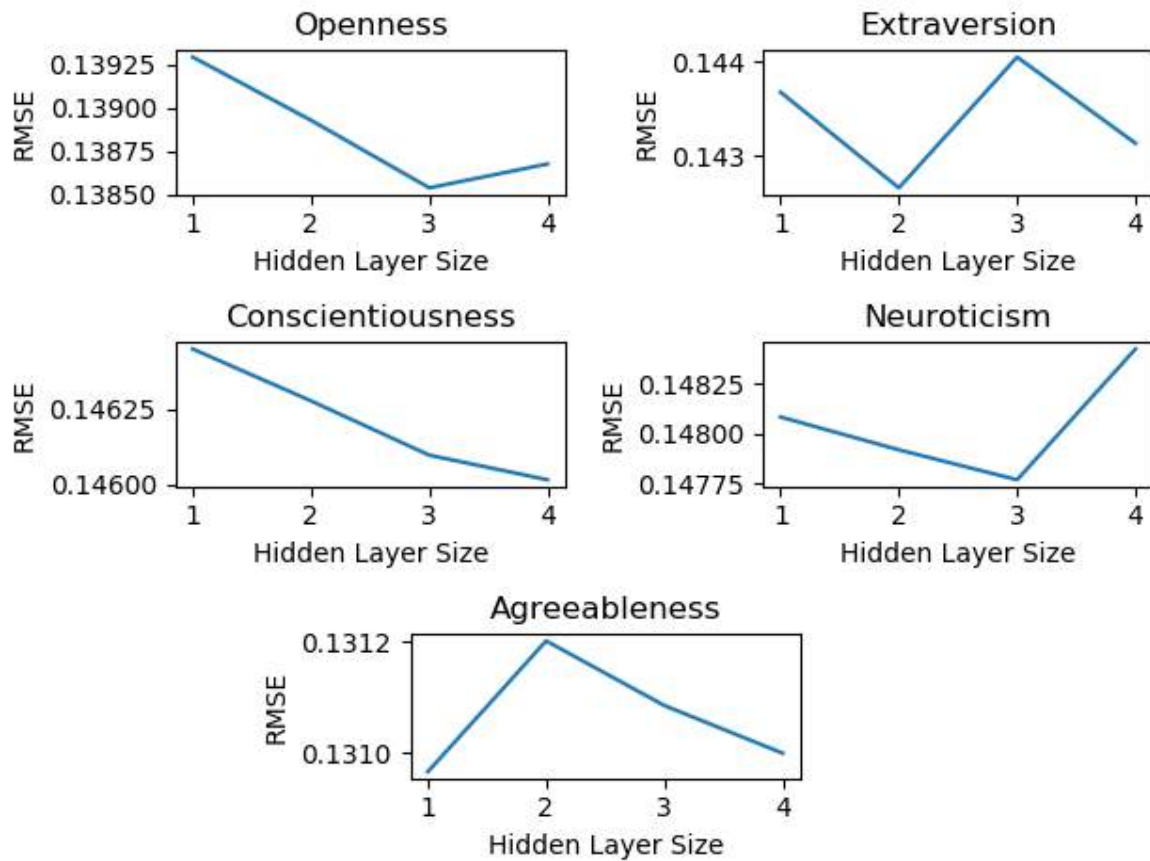 Openness
0.13925
0.13900
0.13875
0.13850
RMSE
1 2 3 4
Hidden Layer Size
Extraversion
0.144
0.143
RMSE
1 2 3 4
Hidden Layer Size
Conscientiousness
0.14625
0.14600
RMSE
1 2 3 4
Hidden Layer Size
Neuroticism
0.14825
0.14800
0.14775
RMSE
1 2 3 4
Hidden Layer Size
Agreeableness
0.1312
0.1310
RMSE
1 2 3 4
Hidden Layer Size